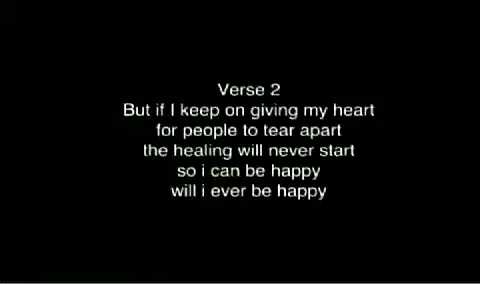 Verse 2
But if I keep on giving my heart
for people to tear apart
the healing will never start
so i can be happy
will i ever be happy